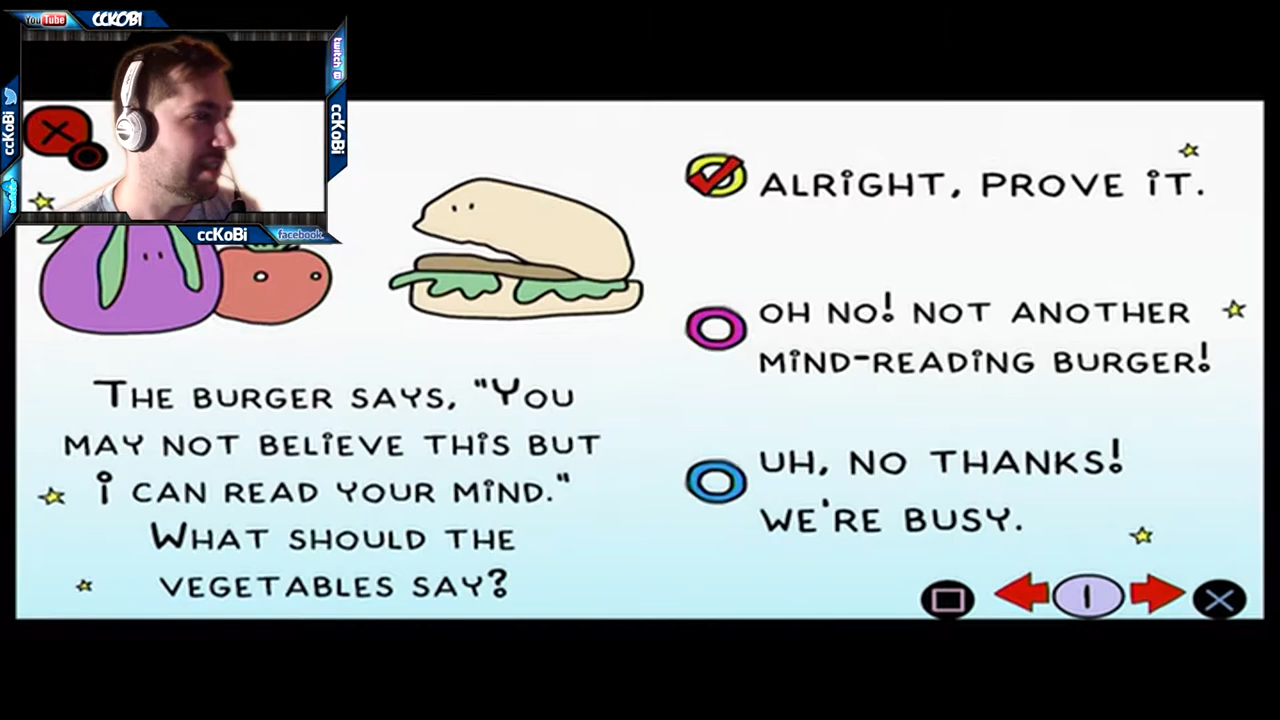 YouTube ccKOBi
twitch
ccKoBi
ccKoBi
ccKoBi facebook
THE BURGER SAYS, "YOU
MAY NOT BELIEVE THIS BUT
I CAN READ YOUR MIND."
WHAT SHOULD THE
VEGETABLES SAY?
ALRIGHT, PROVE IT.
OH NO! NOT ANOTHER
MIND-READING BURGER!
UH, NO THANKS!
WE'RE BUSY.
1